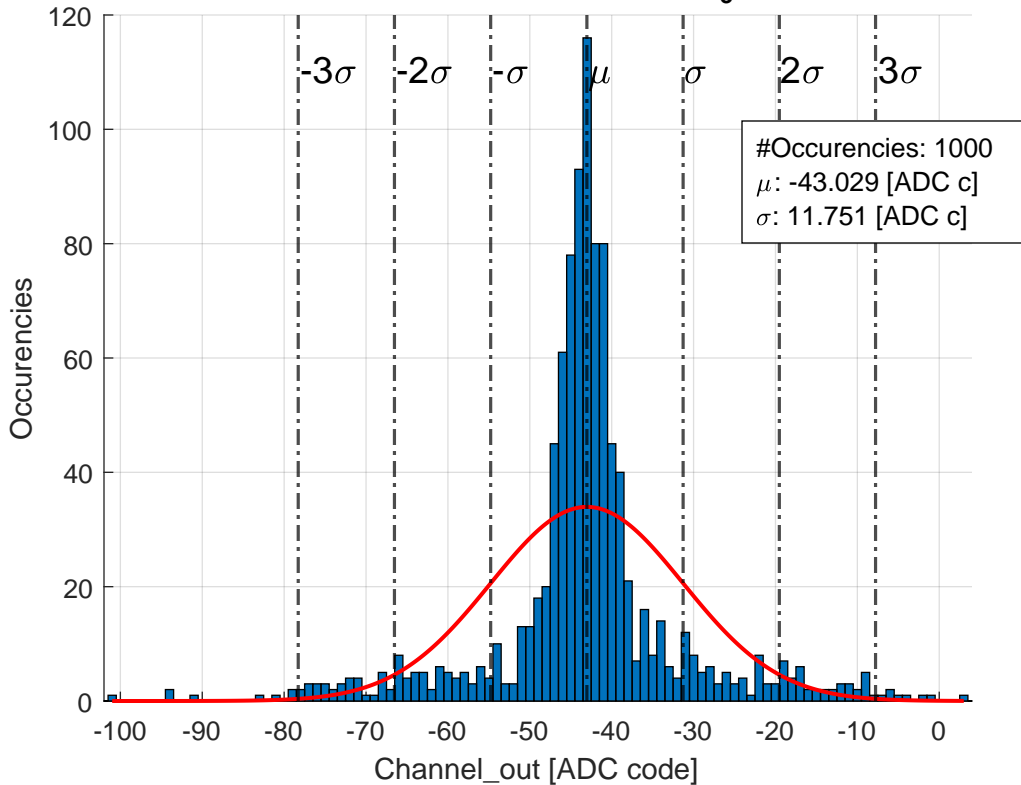 120
100
80
60
40
20
0
Occurencies
-3σ -2σ -σ μ σ 2σ 3σ
#Occurencies: 1000
μ: -43.029 [ADC c]
σ: 11.751 [ADC c]
-100 -90 -80 -70 -60 -50 -40 -30 -20 -10 0
Channel_out [ADC code]